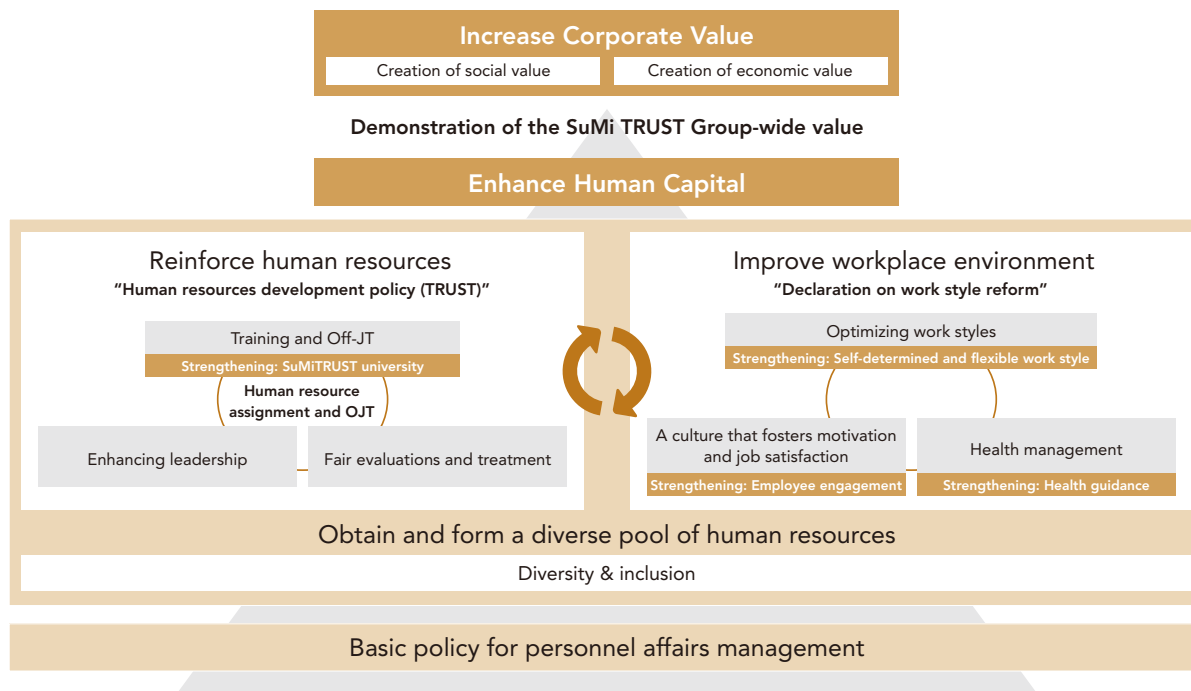 Increase Corporate Value
Creation of social value
Creation of economic value
Demonstration of the SuMi TRUST Group-wide value
Enhance Human Capital
Reinforce human resources
“Human resources development policy (TRUST)”
Training and Off-JT
Strengthening: SuMiTRUST university
Human resource
assignment and OJT
Enhancing leadership
Fair evaluations and treatment
Improve workplace environment
“Declaration on work style reform”
Optimizing work styles
Strengthening: Self-determined and flexible work style
A culture that fosters motivation
and job satisfaction
Strengthening: Employee engagement
Health management
Strengthening: Health guidance
Obtain and form a diverse pool of human resources
Diversity & inclusion
Basic policy for personnel affairs management